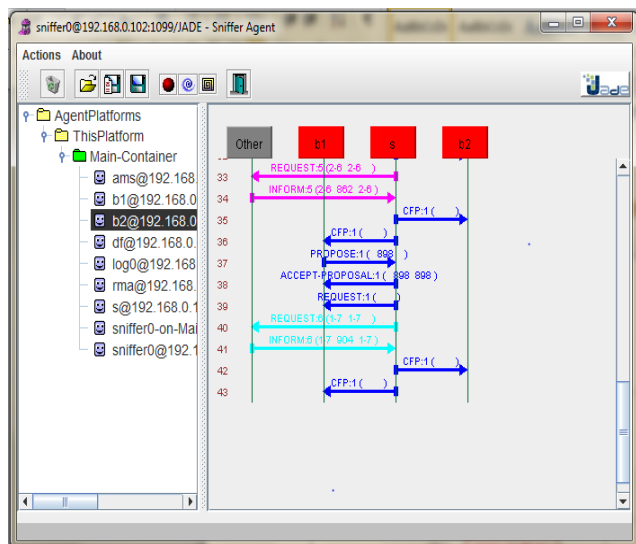 sniffer0@192.168.0.102:1099/JADE - Sniffer Agent
Actions About
Jade
AgentPlatforms
ThisPlatform
Main-Container
ams@192.168.
b1@192.168.0
b2@192.168.0
df@192.168.0.
log0@192.168
rma@192.168.
s@192.168.0.1
sniffer0-on-Mai
sniffer0@192.1
Other b1 s b2
33 REQUEST:5 (2-6 2-6 )
34 INFORM:5 (2-6 862 2-6 )
35 CFP:1 ( )
36 CFP:1 ( )
37 PROPOSE:1 ( 898 )
38 ACCEPT-PROPOSAL:1 ( 898 898 )
39 REQUEST:1 ( )
40 REQUEST:6 (1-7 1-7 )
41 INFORM:6 (1-7 904 1-7 )
42 CFP:1 ( )
43 CFP:1 ( )